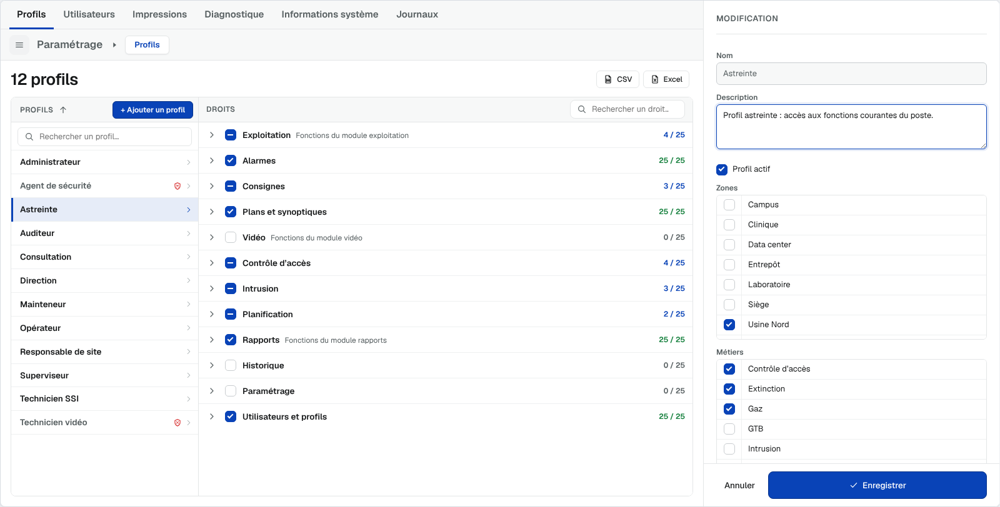 Profils Utilisateurs Impressions Diagnostique Informations système Journaux
Paramétrage Profils
12 profils
CSV Excel
PROFILS + Ajouter un profil
Rechercher un profil...
Administrateur
Agent de sécurité
Astreinte
Auditeur
Consultation
Direction
Mainteneur
Opérateur
Responsable de site
Superviseur
Technicien SSI
Technicien vidéo
DROITS Rechercher un droit...
Exploitation Fonctions du module exploitation 4 / 25
Alarmes 25 / 25
Consignes 3 / 25
Plans et synoptiques 25 / 25
Vidéo Fonctions du module vidéo 0 / 25
Contrôle d’accès 4 / 25
Intrusion 3 / 25
Planification 2 / 25
Rapports Fonctions du module rapports 25 / 25
Historique 0 / 25
Paramétrage 0 / 25
Utilisateurs et profils 25 / 25
MODIFICATION
Nom
Astreinte
Description
Profil astreinte : accès aux fonctions courantes du poste.
Profil actif
Zones
Campus
Clinique
Data center
Entrepôt
Laboratoire
Siège
Usine Nord
Métiers
Contrôle d’accès
Extinction
Gaz
GTB
Intrusion
Annuler Enregistrer